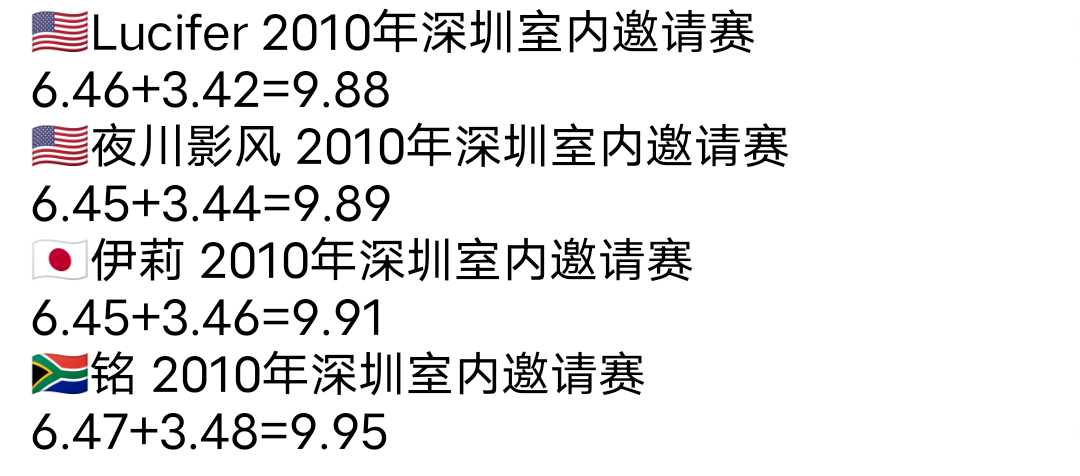 🇺🇸Lucifer 2010年深圳室内邀请赛
6.46+3.42=9.88
🇺🇸夜川影风 2010年深圳室内邀请赛
6.45+3.44=9.89
🇯🇵伊莉 2010年深圳室内邀请赛
6.45+3.46=9.91
🇿🇦铭 2010年深圳室内邀请赛
6.47+3.48=9.95